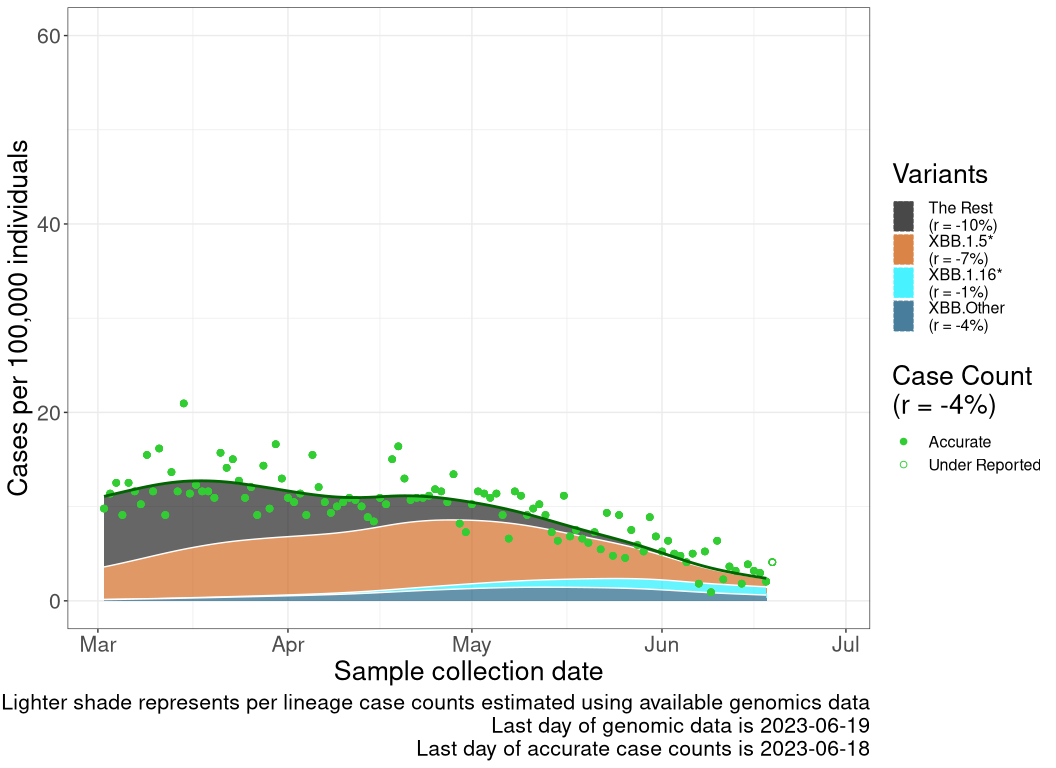 Cases per 100,000 individuals
60
40
20
0
Mar
Apr
May
Jun
Jul
Sample collection date
Variants
The Rest
(r = -10%)
XBB.1.5*
(r = -7%)
XBB.1.16*
(r = -1%)
XBB.Other
(r = -4%)
Case Count
(r = -4%)
Accurate
Under Reported
Lighter shade represents per lineage case counts estimated using available genomics data
Last day of genomic data is 2023-06-19
Last day of accurate case counts is 2023-06-18